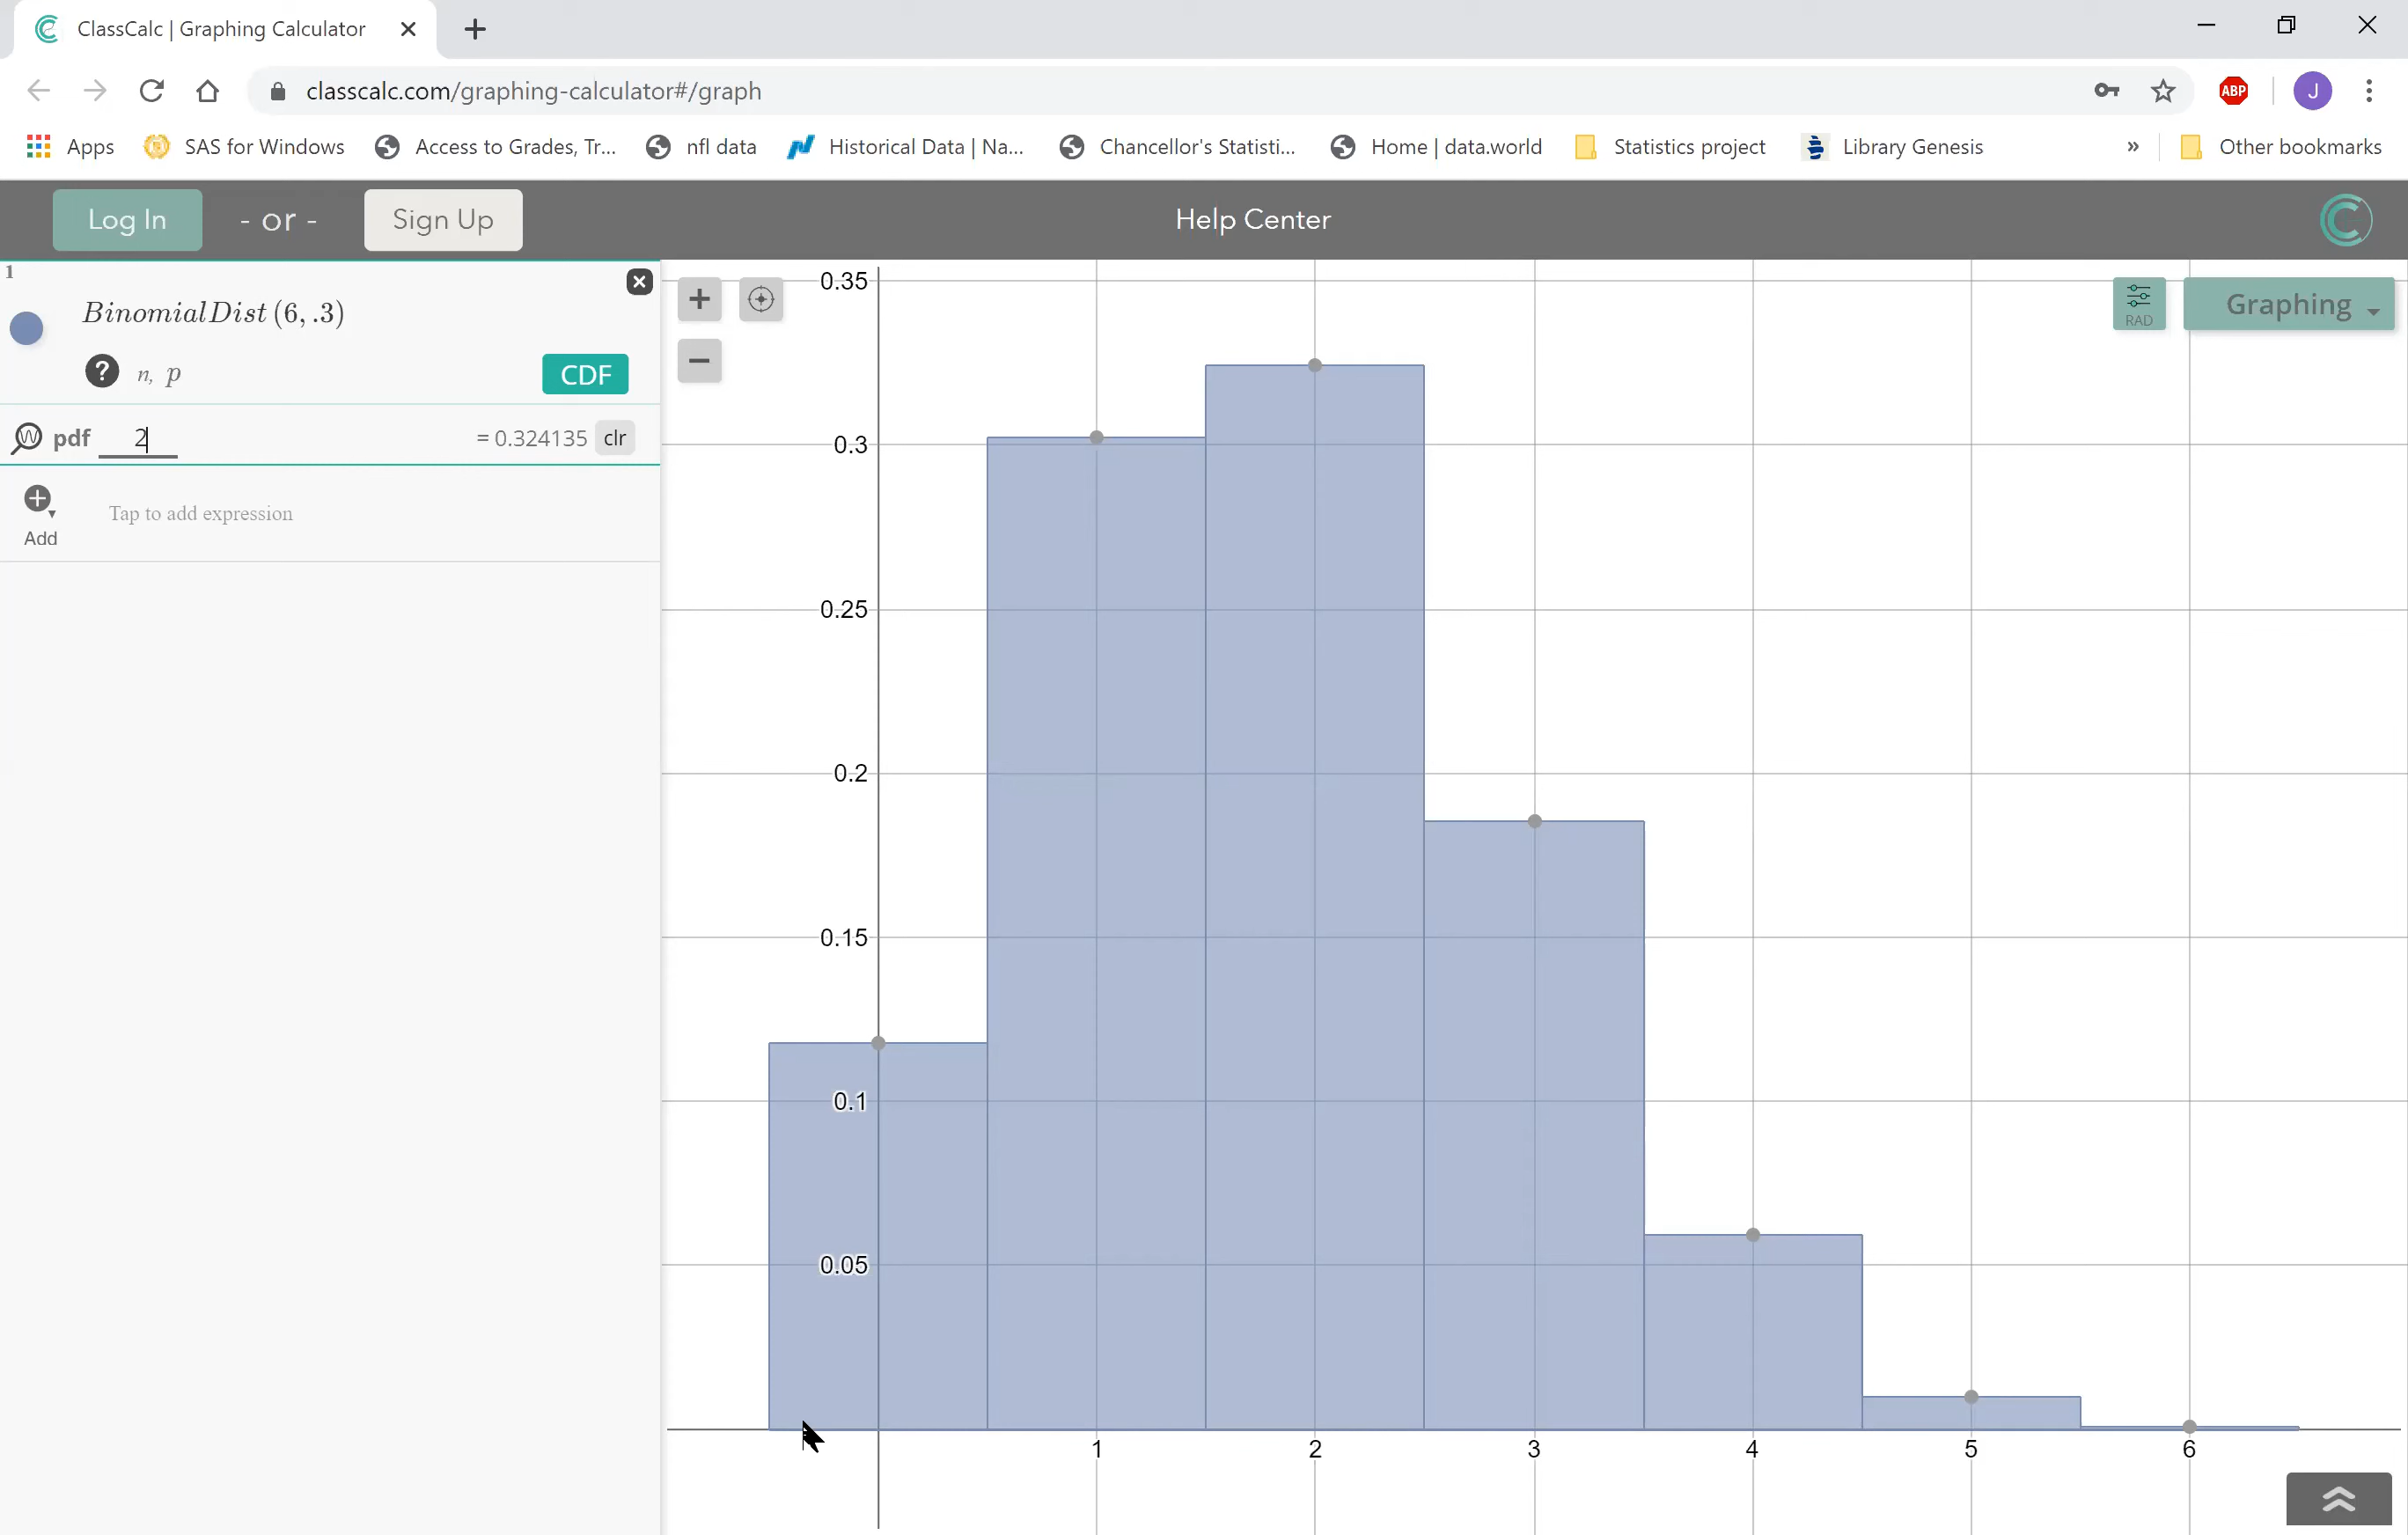 ClassCalc | Graphing Calculator
classcalc.com/graphing-calculator#/graph
ABP
J
Apps
SAS for Windows
Access to Grades, Tr...
nfl data
Historical Data | Na...
Chancellor's Statisti...
Home | data.world
Statistics project
Library Genesis
»
Other bookmarks
Log In
- or -
Sign Up
Help Center
1
BinomialDist (6, .3)
? n, p
CDF
pdf 2
= 0.324135
clr
Add
Tap to add expression
RAD
Graphing
0.35
0.3
0.25
0.2
0.15
0.1
0.05
1 2 3 4 5 6